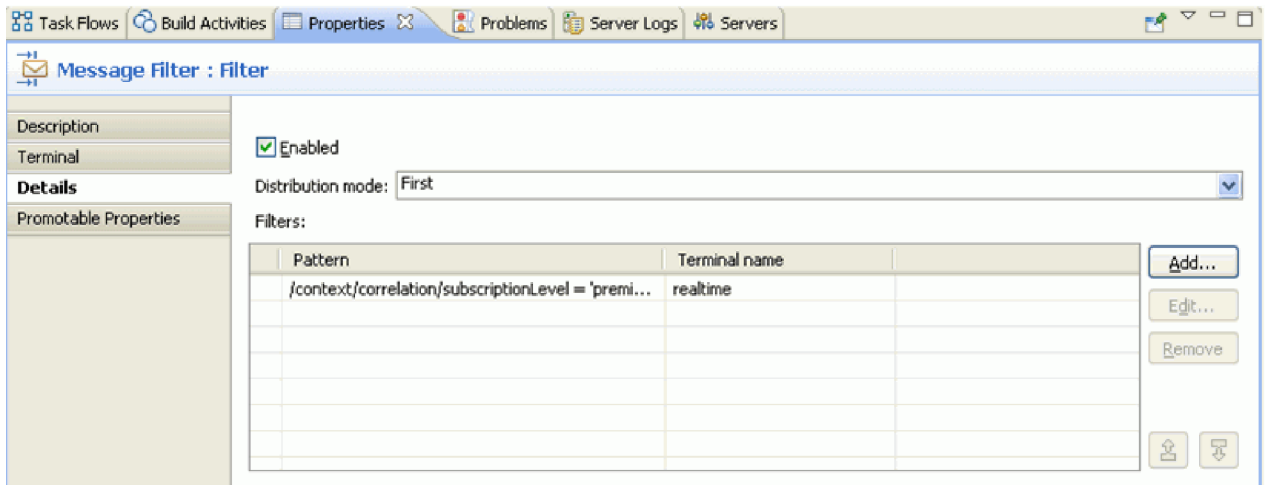 Task Flows Build Activities Properties Problems Server Logs Servers
Message Filter : Filter
Description
Terminal
Details
Promotable Properties
Enabled
Distribution mode: First
Filters:
Pattern Terminal name
/context/correlation/subscriptionLevel = 'premi... realtime
Add...
Edit...
Remove